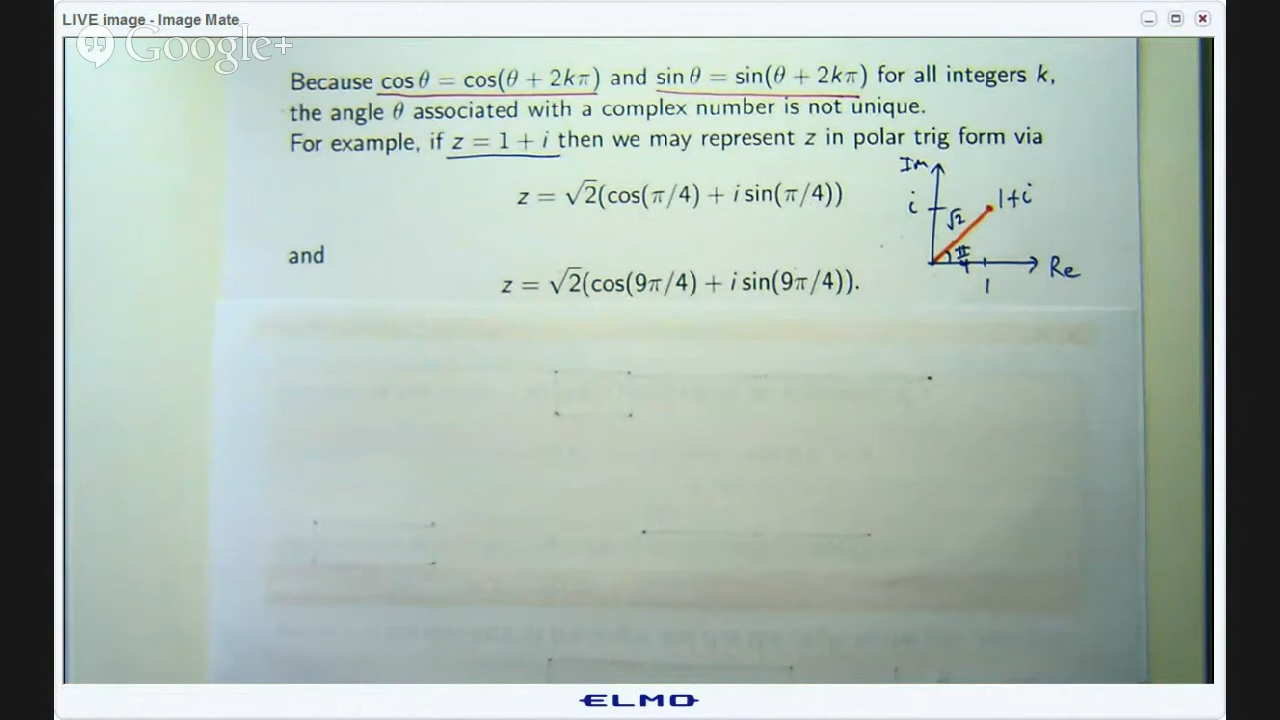 LIVE image - Image Mate
Google+
Because cos θ = cos(θ + 2kπ) and sin θ = sin(θ + 2kπ) for all integers k,
the angle θ associated with a complex number is not unique.
For example, if z = 1 + i then we may represent z in polar trig form via
z = √2(cos(π/4) + i sin(π/4))
and
z = √2(cos(9π/4) + i sin(9π/4)).
Im
i
√2
1+i
π/4
Re
1
ELMO